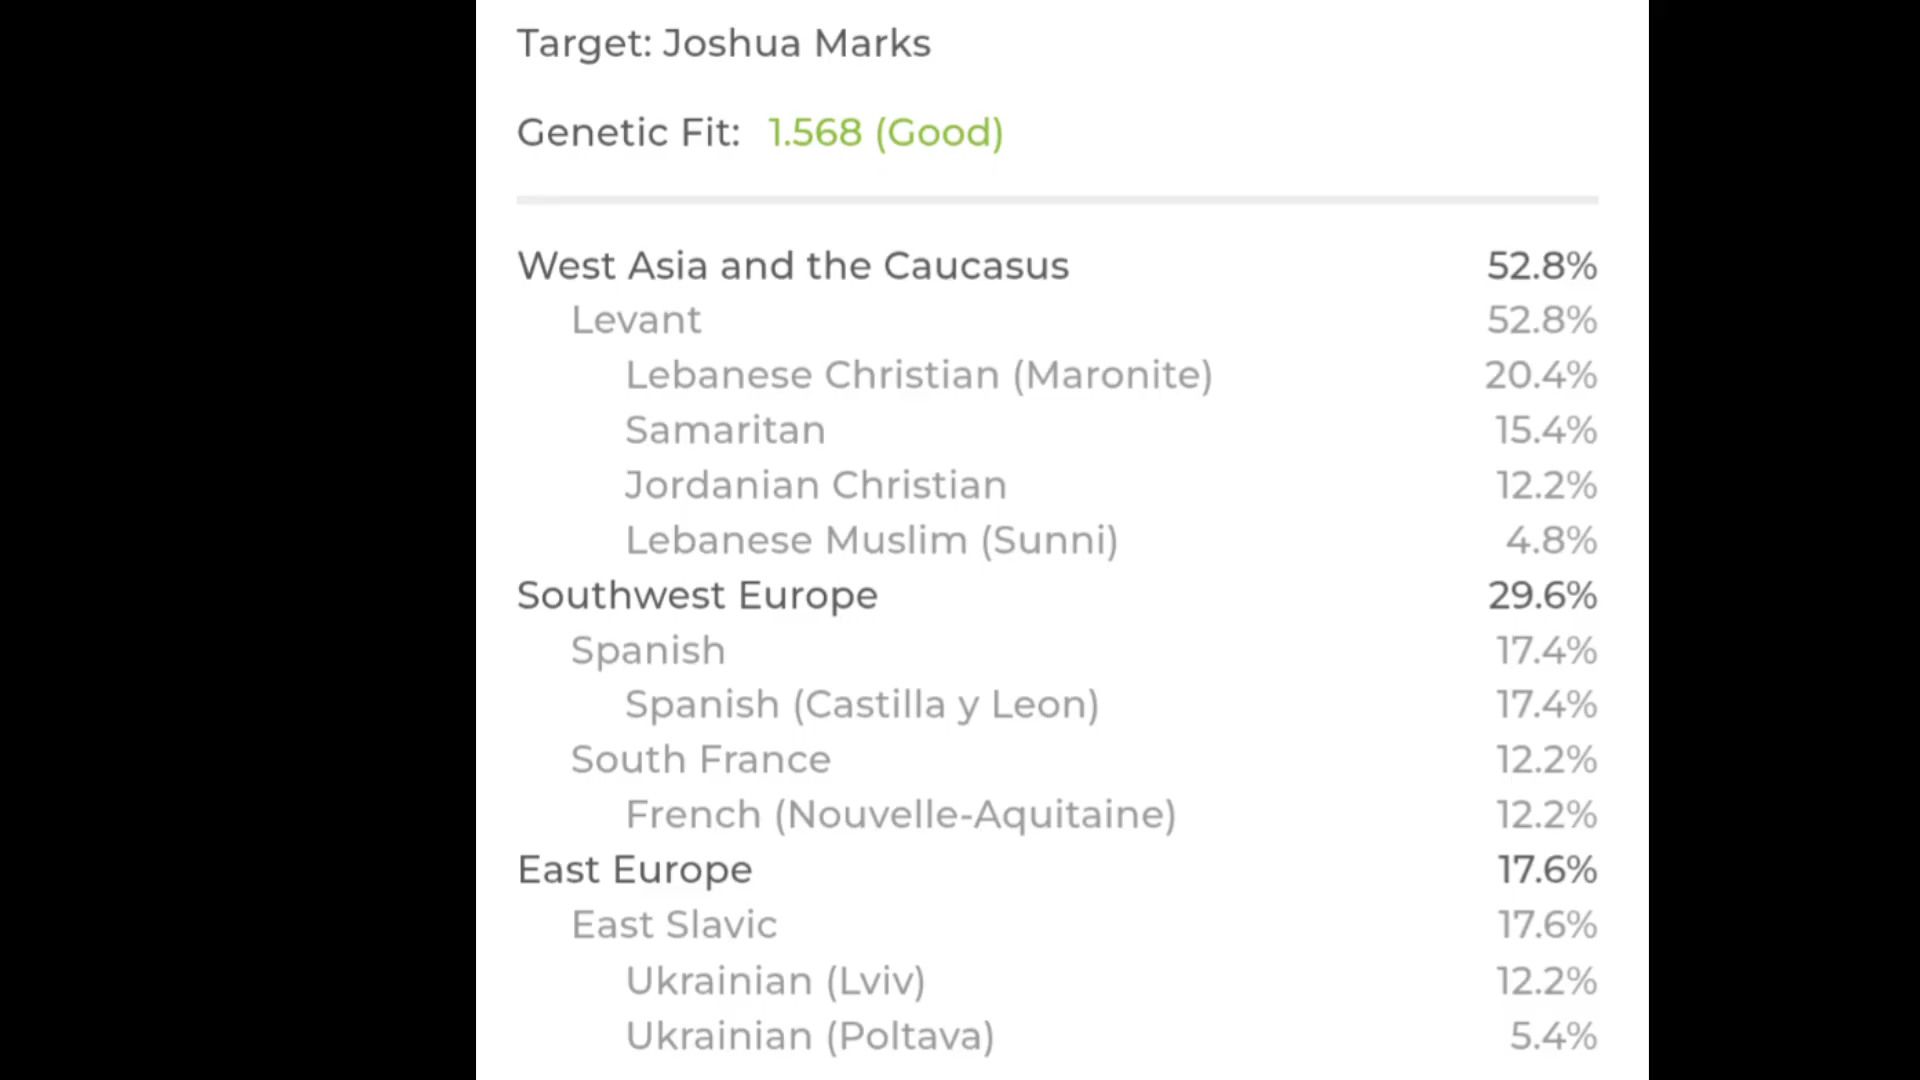 Target: Joshua Marks
Genetic Fit: 1.568 (Good)
West Asia and the Caucasus 52.8%
Levant 52.8%
Lebanese Christian (Maronite) 20.4%
Samaritan 15.4%
Jordanian Christian 12.2%
Lebanese Muslim (Sunni) 4.8%
Southwest Europe 29.6%
Spanish 17.4%
Spanish (Castilla y Leon) 17.4%
South France 12.2%
French (Nouvelle-Aquitaine) 12.2%
East Europe 17.6%
East Slavic 17.6%
Ukrainian (Lviv) 12.2%
Ukrainian (Poltava) 5.4%